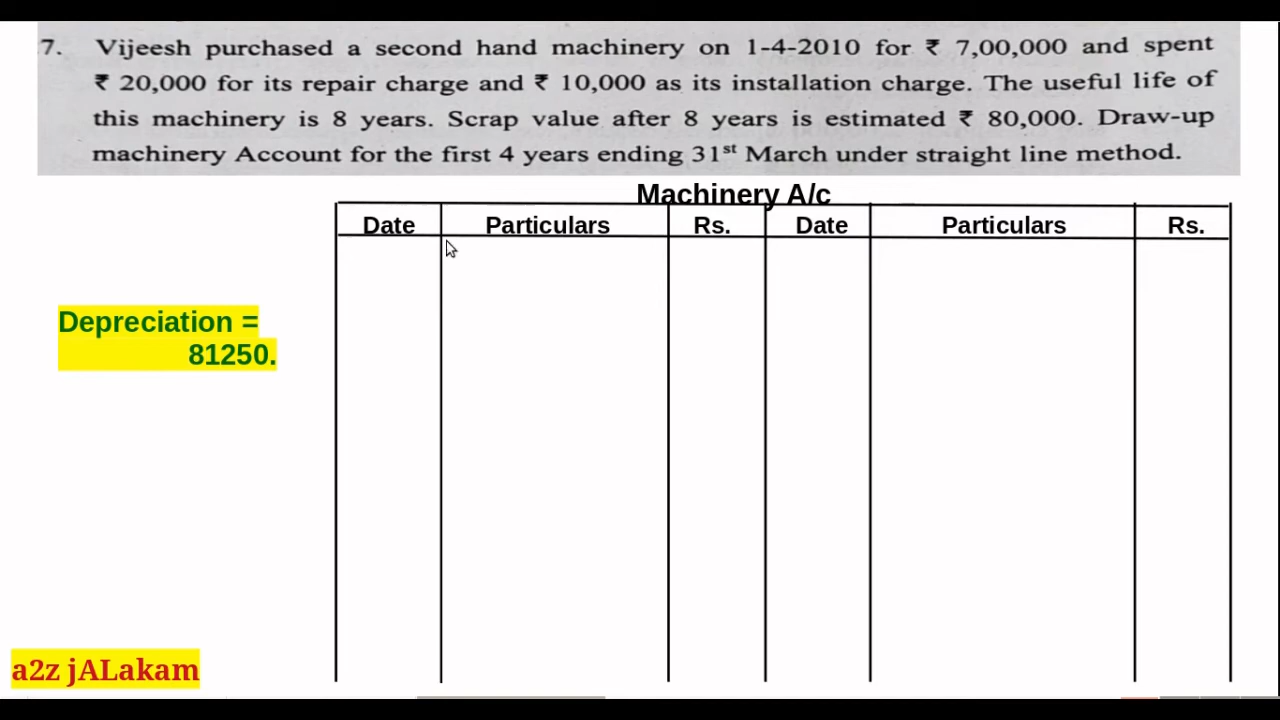 7. Vijeesh purchased a second hand machinery on 1-4-2010 for ₹ 7,00,000 and spent
₹ 20,000 for its repair charge and ₹ 10,000 as its installation charge. The useful life of
this machinery is 8 years. Scrap value after 8 years is estimated ₹ 80,000. Draw-up
machinery Account for the first 4 years ending 31st March under straight line method.
Machinery A/c
Date Particulars Rs. Date Particulars Rs.
Depreciation =
81250.
a2z jALakam